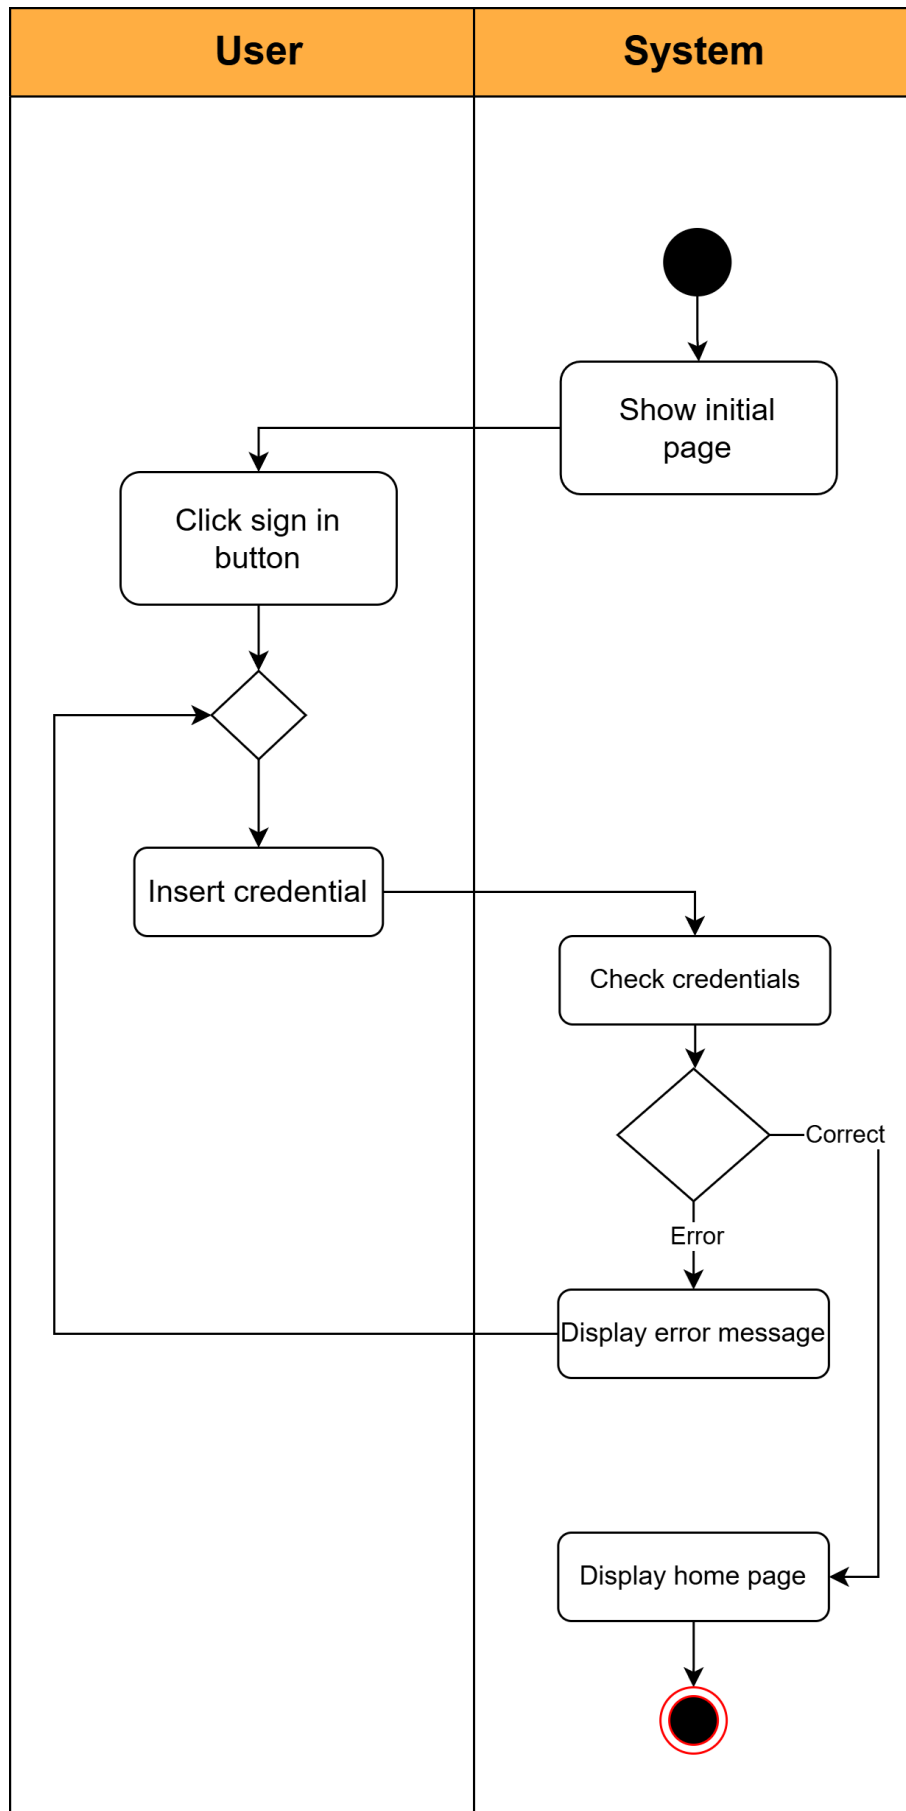 User
System
Show initial
page
Click sign in
button
Insert credential
Check credentials
Correct
Error
Display error message
Display home page